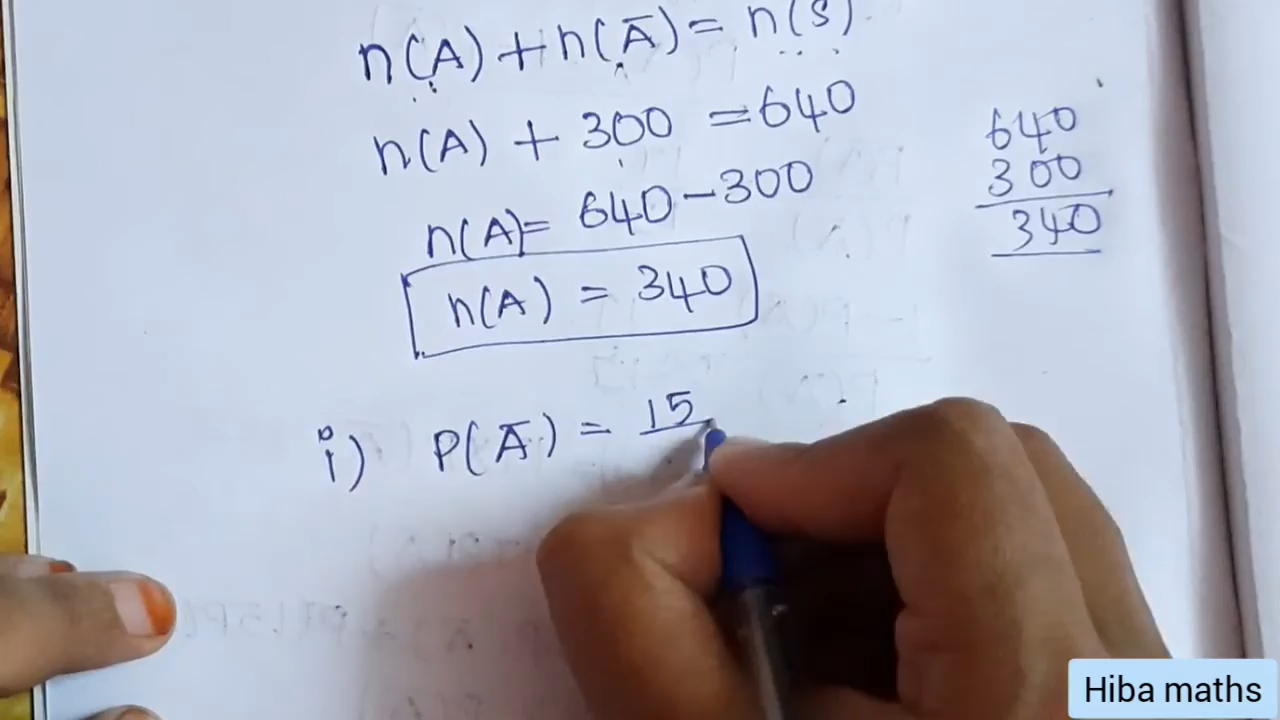 n(A) + n(Ā) = n(S)
n(A) + 300 = 640
n(A) = 640 - 300
n(A) = 340
640
300
340
i) P(Ā) = 15
Hiba maths